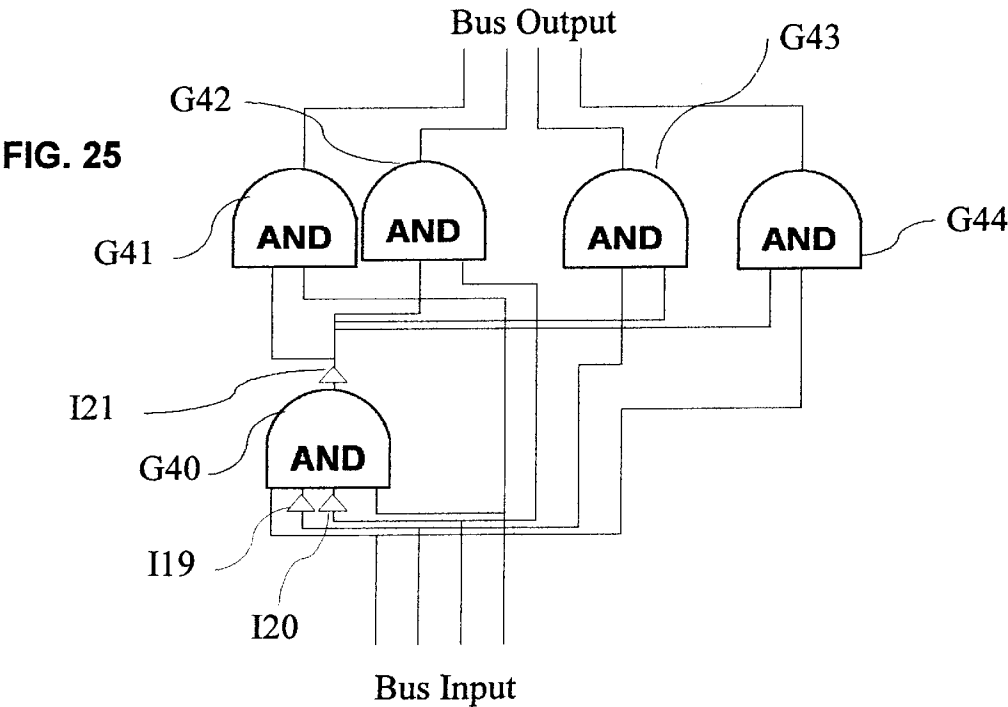 Bus Output
G43
G42
FIG. 25
AND
AND
AND
AND
G41
G44
I21
G40
AND
I19
I20
Bus Input